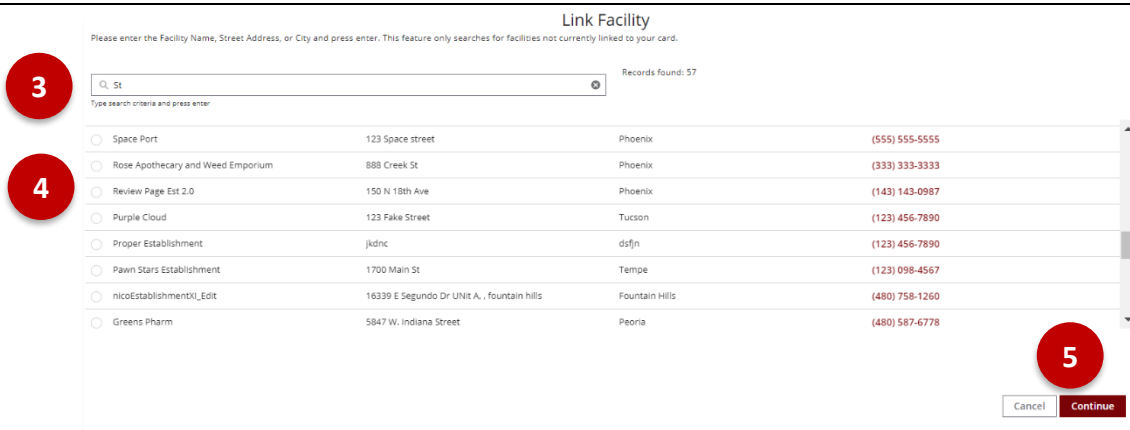 Link Facility
Please enter the Facility Name, Street Address, or City and press enter. This feature only searches for facilities not currently linked to your card.
Records found: 57
3
St
Type search criteria and press enter
Space Port 123 Space street Phoenix (555) 555-5555
Rose Apothecary and Weed Emporium 888 Creek St Phoenix (333) 333-3333
4
Review Page Est 2.0 150 N 18th Ave Phoenix (143) 143-0987
Purple Cloud 123 Fake Street Tucson (123) 456-7890
Proper Establishment jkdnc dsfjn (123) 456-7890
Pawn Stars Establishment 1700 Main St Tempe (123) 098-4567
nicoEstablishmentXI_Edit 16339 E Segundo Dr UNit A, , fountain hills Fountain Hills (480) 758-1260
Greens Pharm 5847 W. Indiana Street Peoria (480) 587-6778
5
Cancel Continue